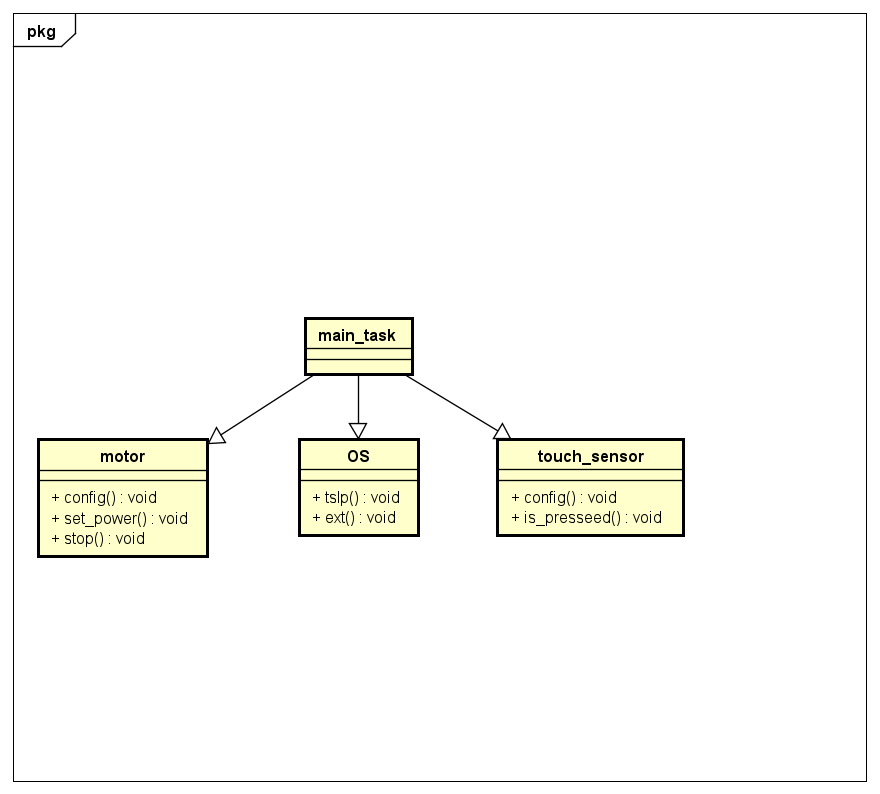 pkg
main_task
motor
+ config() : void
+ set_power() : void
+ stop() : void
OS
+ tslp() : void
+ ext() : void
touch_sensor
+ config() : void
+ is_presseed() : void